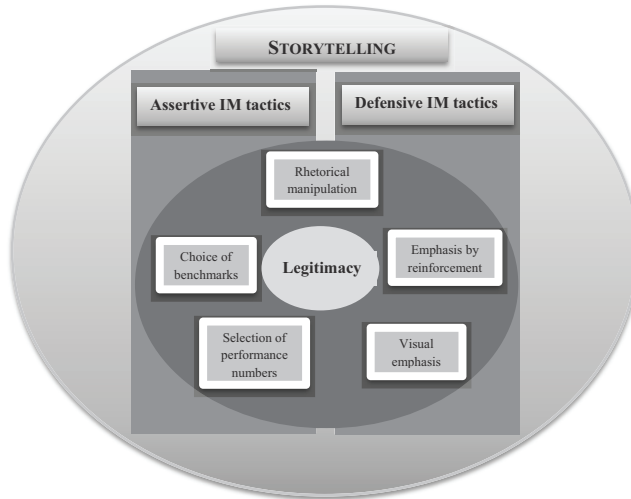 STORYTELLING
Assertive IM tactics
Defensive IM tactics
Rhetorical
manipulation
Choice of
benchmarks
Legitimacy
Emphasis by
reinforcement
Selection of
performance
numbers
Visual
emphasis